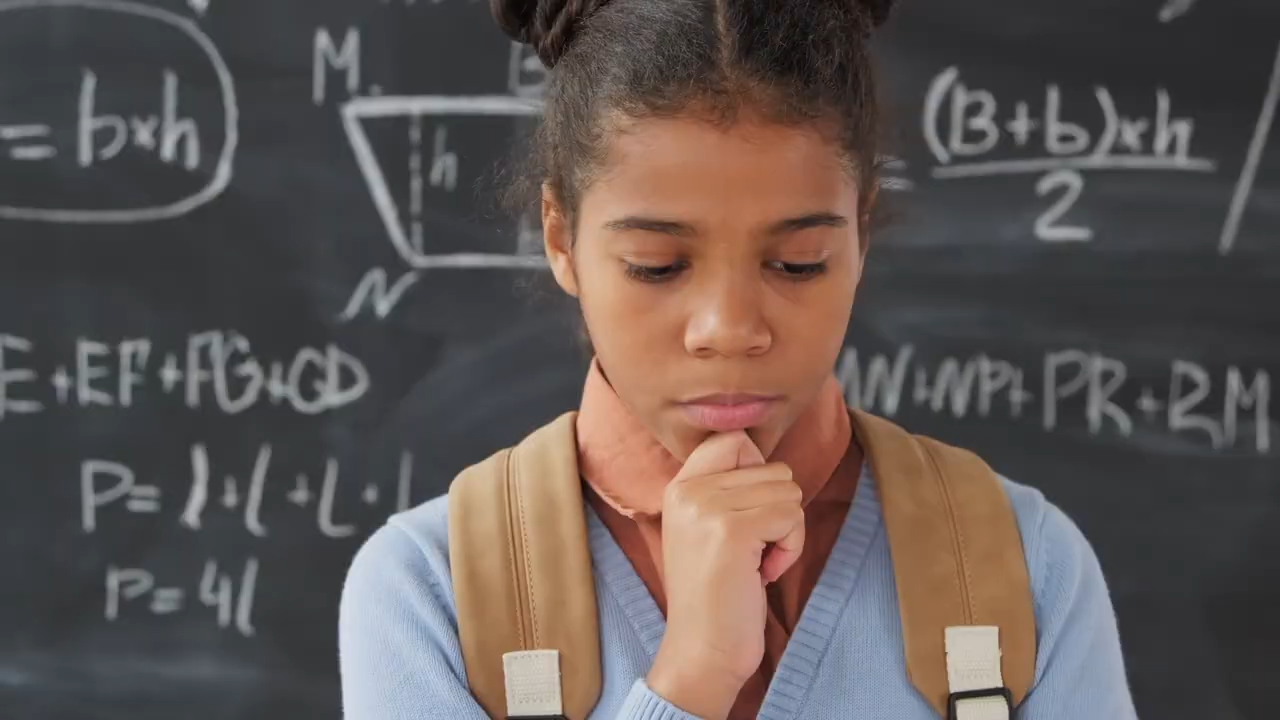 = b×h
M
B
h
(B+b)×h
2
N
E+EF+FG+GD
MN+NP+PR+RM
P= l+l+l+l
P= 4l